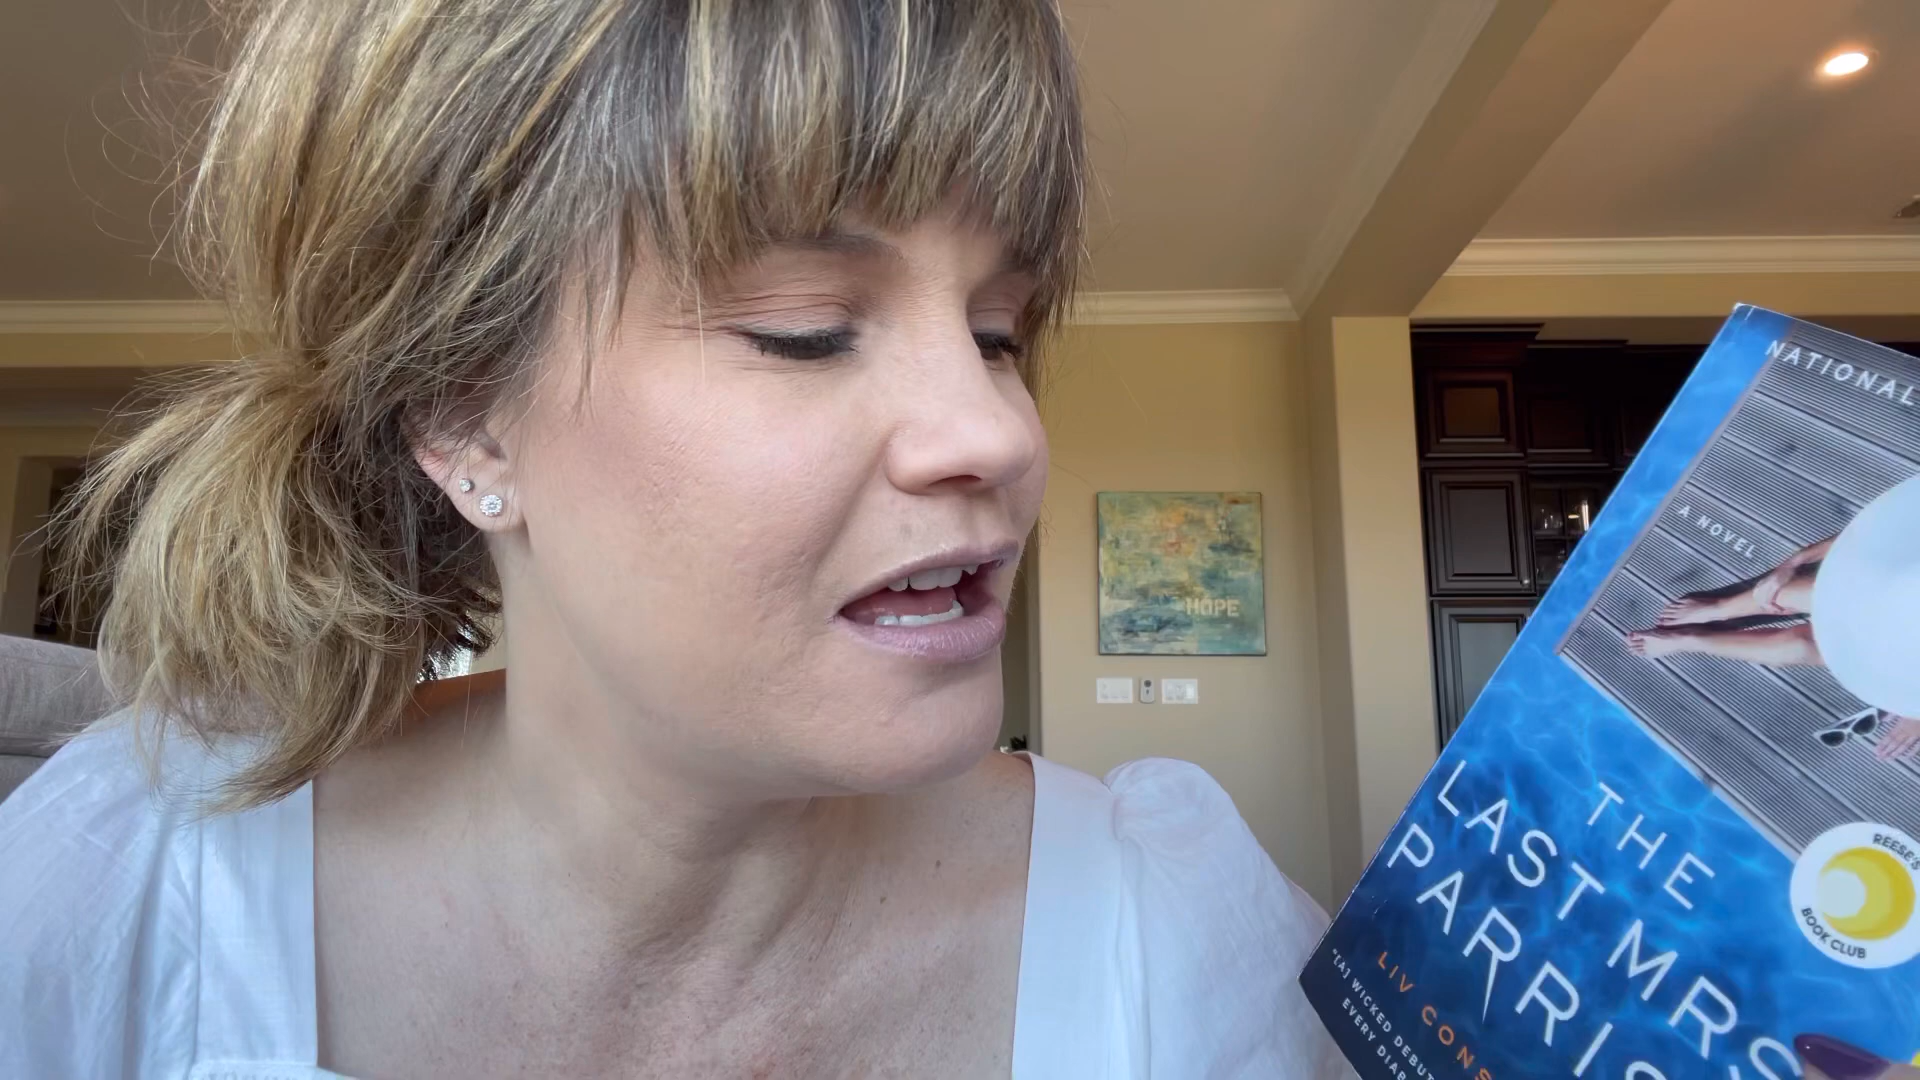 HOPE
NATIONAL
A NOVEL
THE
LAST MRS
PARRIS
REESE'S
BOOK CLUB
LIV CONS
"[A] WICKED DEBUT
EVERY DIAB